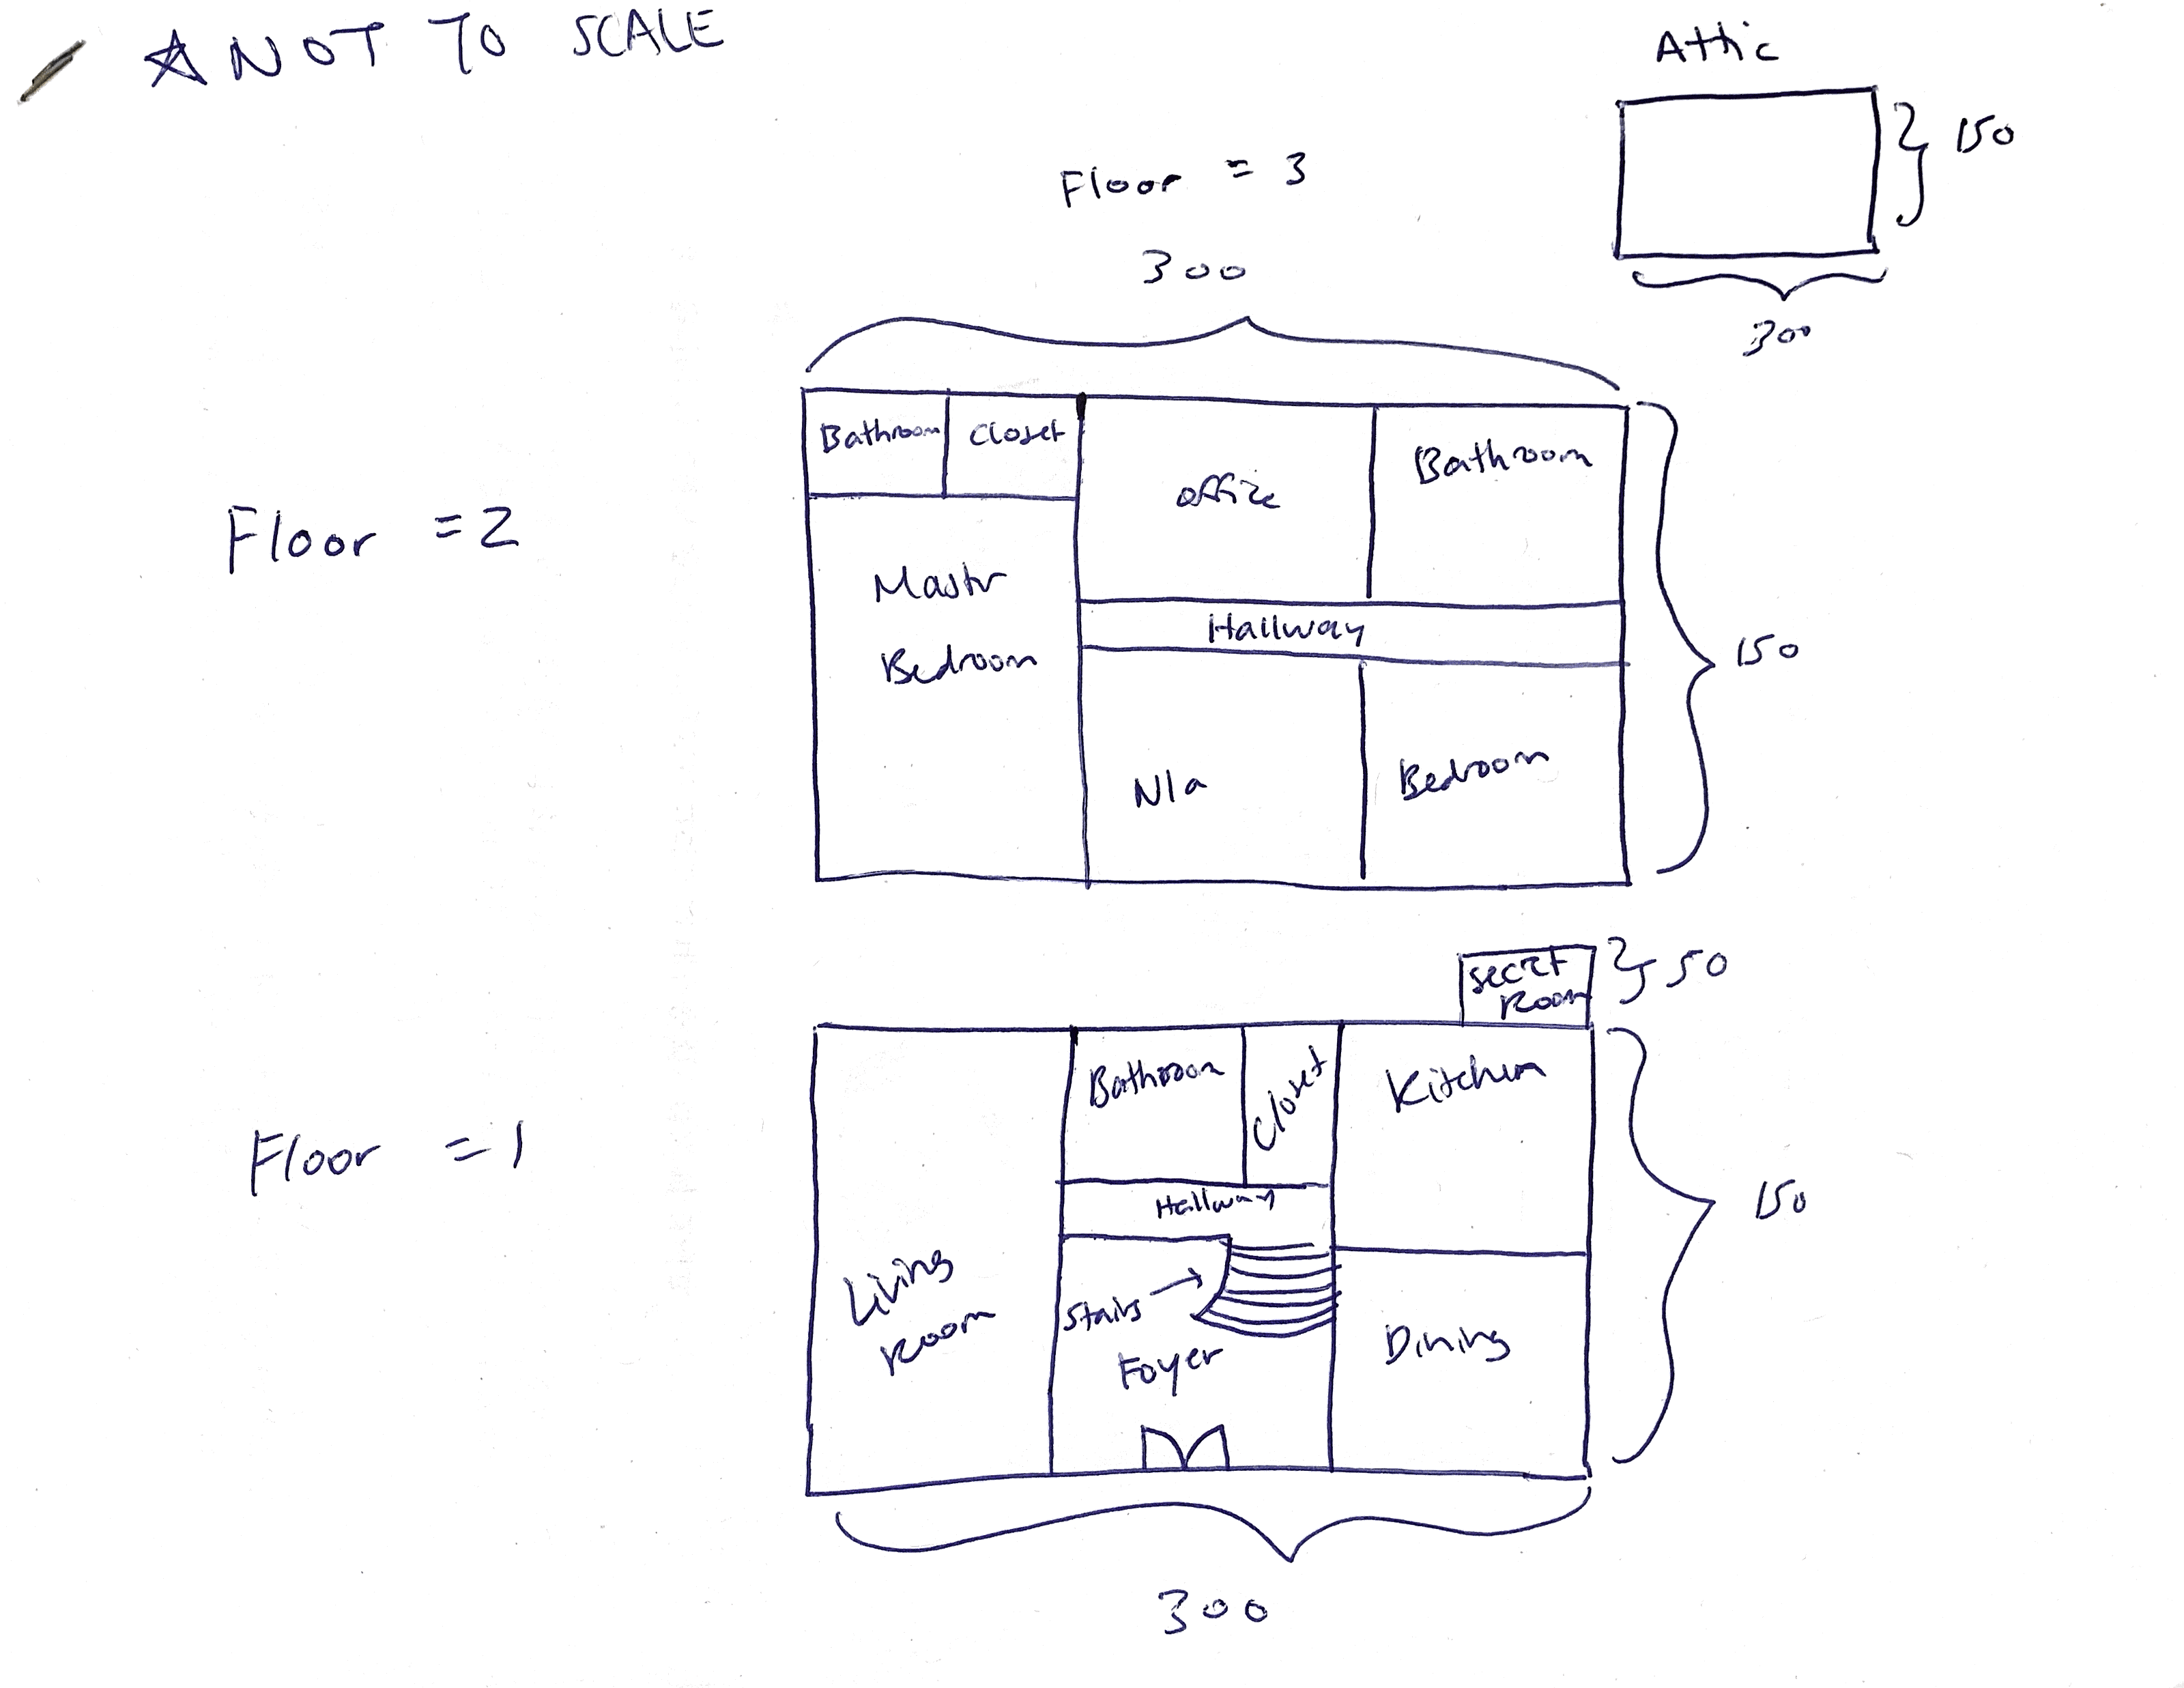 ☆ NOT TO SCALE
Attic
150
300
Floor = 3
300
Floor = 2
Bathroom
Closet
office
Bathroom
Mastr
Bedroom
Hallway
N/a
Bedroom
150
Secret
Room
50
Floor = 1
Living
Room
Bathroom
Closet
Kitchen
Hallway
Stairs
Foyer
Dining
150
300